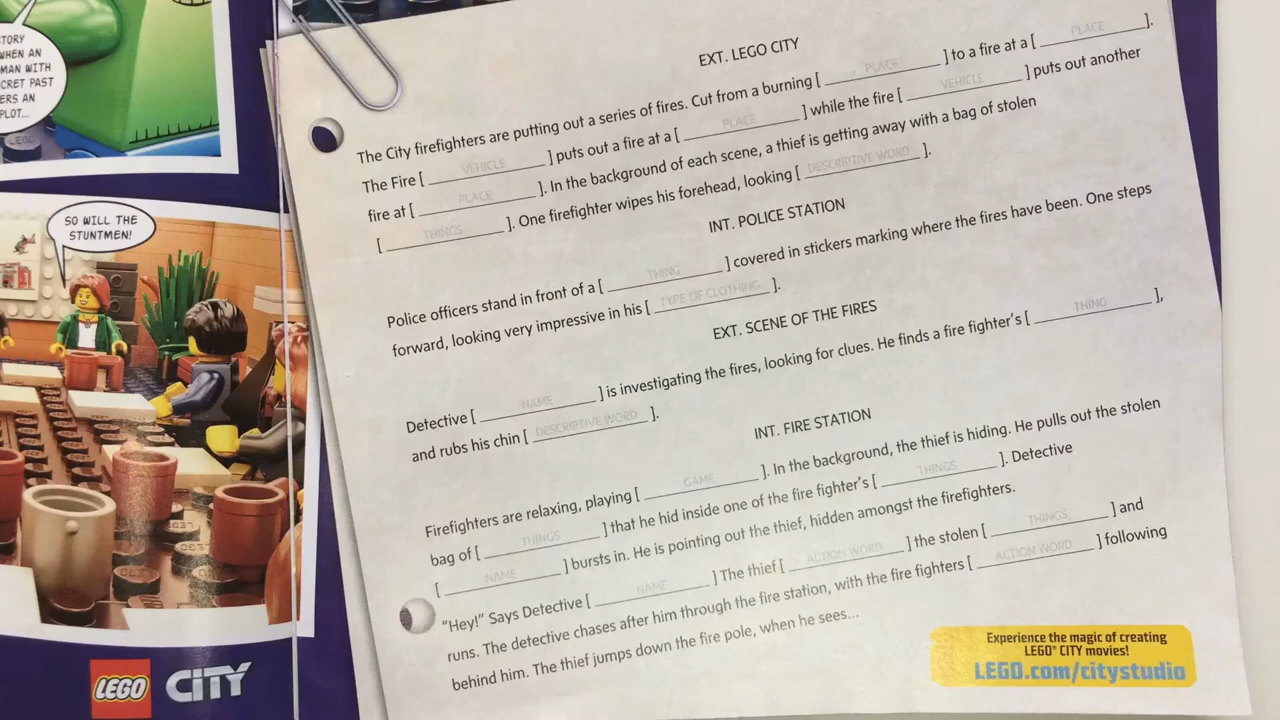 TORY
WHEN AN
MAN WITH
CRET PAST
ERS AN
PLOT...
LEGO
SO WILL THE
STUNTMEN!
LEGO CITY
EXT. LEGO CITY
The City firefighters are putting out a series of fires. Cut from a burning [ PLACE ] to a fire at a [ PLACE ].
The Fire [ VEHICLE ] puts out a fire at a [ PLACE ] while the fire [ VEHICLE ] puts out another
fire at [ PLACE ]. In the background of each scene, a thief is getting away with a bag of stolen
[ THINGS ]. One firefighter wipes his forehead, looking [ DESCRIPTIVE WORD ].
INT. POLICE STATION
Police officers stand in front of a [ THING ] covered in stickers marking where the fires have been. One steps
forward, looking very impressive in his [ TYPE OF CLOTHING ].
EXT. SCENE OF THE FIRES
Detective [ NAME ] is investigating the fires, looking for clues. He finds a fire fighter's [ THING ],
and rubs his chin [ DESCRIPTIVE WORD ].
INT. FIRE STATION
Firefighters are relaxing, playing [ GAME ]. In the background, the thief is hiding. He pulls out the stolen
bag of [ THINGS ] that he hid inside one of the fire fighter's [ THINGS ]. Detective
[ NAME ] bursts in. He is pointing out the thief, hidden amongst the firefighters.
"Hey!" Says Detective [ NAME ] The thief [ ACTION WORD ] the stolen [ THINGS ] and
runs. The detective chases after him through the fire station, with the fire fighters [ ACTION WORD ] following
behind him. The thief jumps down the fire pole, when he sees...
Experience the magic of creating
LEGO® CITY movies!
LEGO.com/citystudio